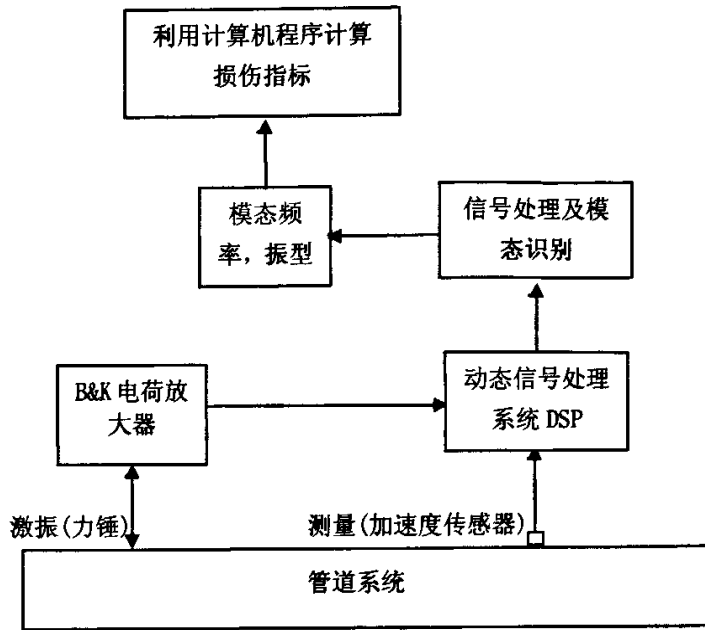 利用计算机程序计算
损伤指标
模态频
率，振型
信号处理及模
态识别
B&K 电荷放
大器
动态信号处理
系统 DSP
激振(力锤)
测量(加速度传感器)
管道系统